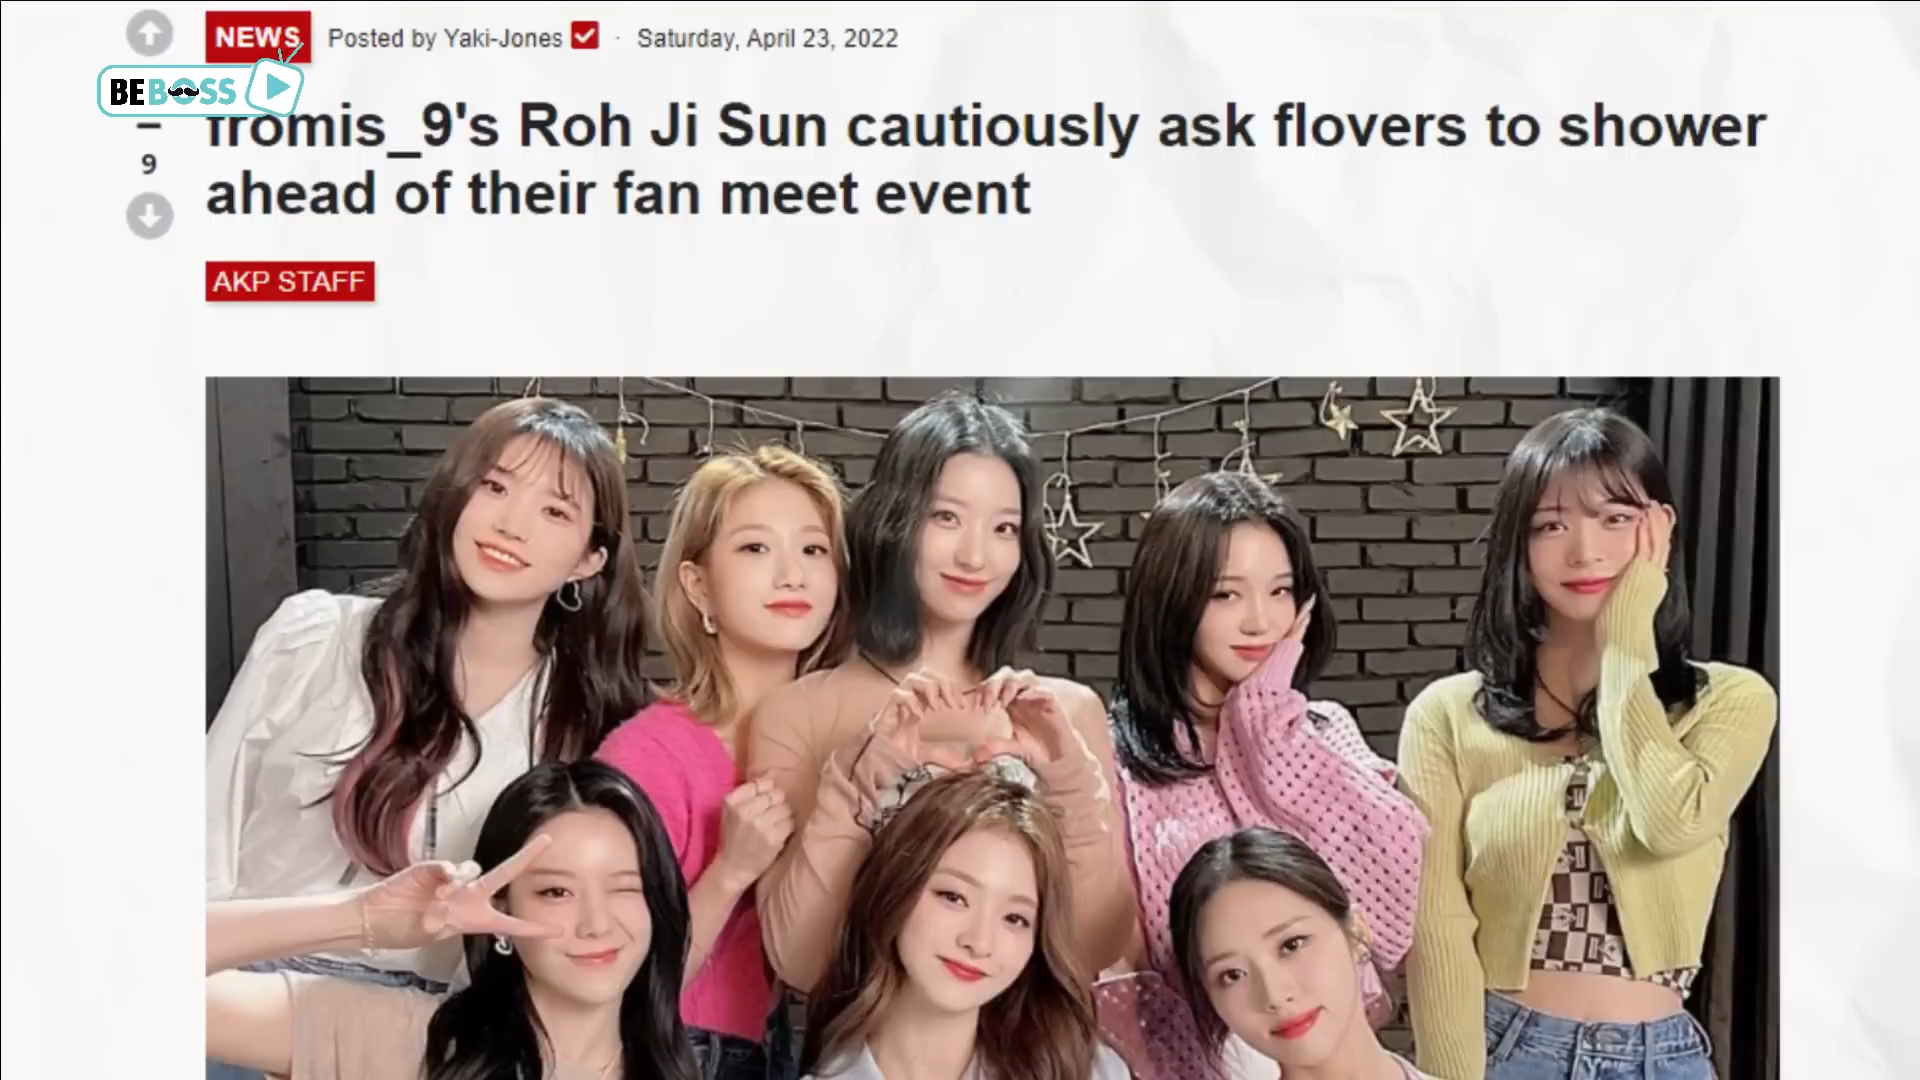 NEWS Posted by Yaki-Jones · Saturday, April 23, 2022
BEBOSS
fromis_9's Roh Ji Sun cautiously ask flovers to shower
9
ahead of their fan meet event
AKP STAFF